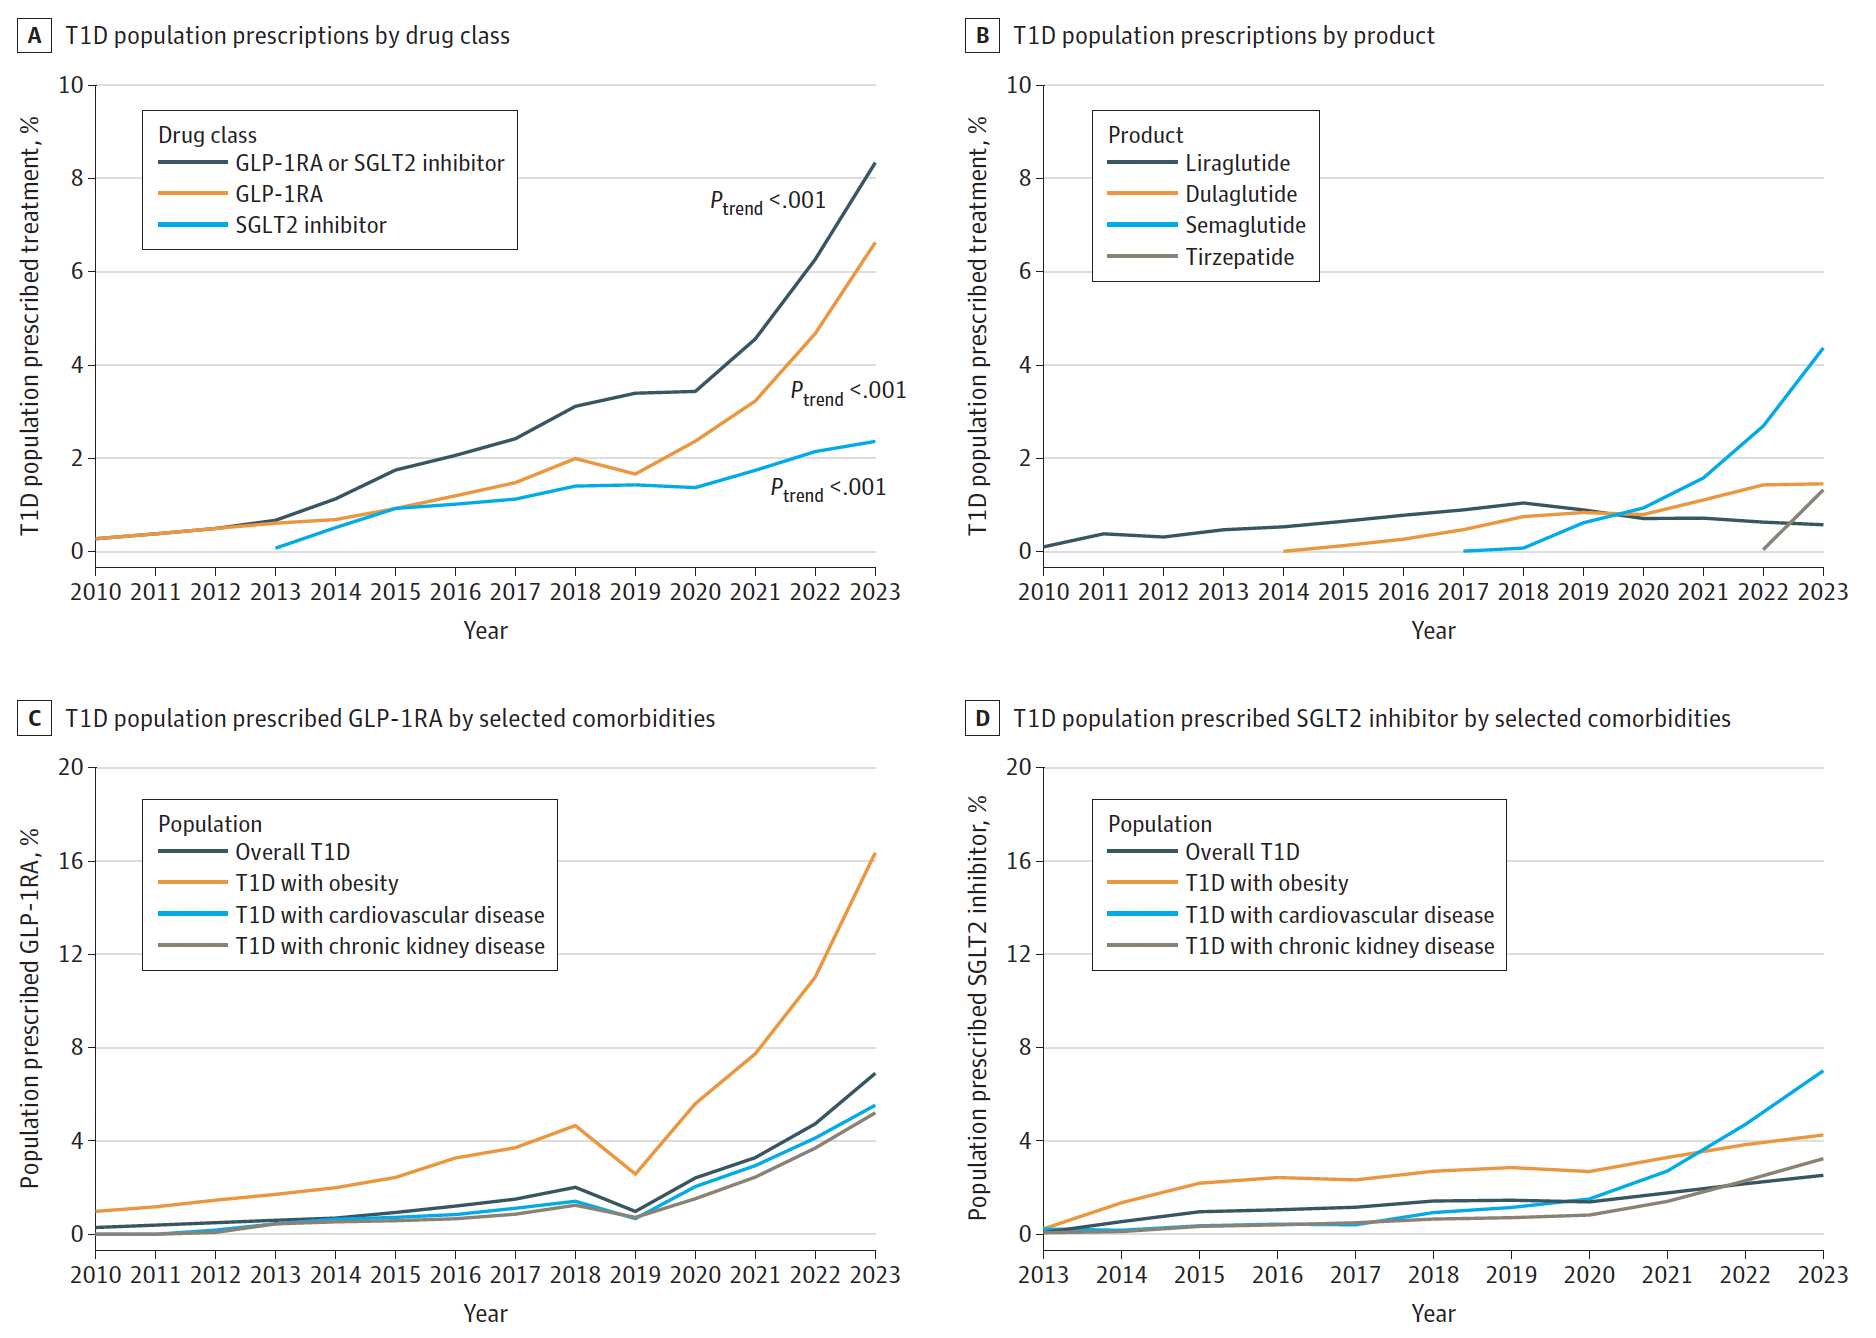 A T1D population prescriptions by drug class
T1D population prescribed treatment, %
10
8
6
4
2
0
Drug class
GLP-1RA or SGLT2 inhibitor
GLP-1RA
SGLT2 inhibitor
Ptrend <.001
Ptrend <.001
Ptrend <.001
2010 2011 2012 2013 2014 2015 2016 2017 2018 2019 2020 2021 2022 2023
Year
B T1D population prescriptions by product
T1D population prescribed treatment, %
10
8
6
4
2
0
Product
Liraglutide
Dulaglutide
Semaglutide
Tirzepatide
2010 2011 2012 2013 2014 2015 2016 2017 2018 2019 2020 2021 2022 2023
Year
C T1D population prescribed GLP-1RA by selected comorbidities
Population prescribed GLP-1RA, %
20
16
12
8
4
0
Population
Overall T1D
T1D with obesity
T1D with cardiovascular disease
T1D with chronic kidney disease
2010 2011 2012 2013 2014 2015 2016 2017 2018 2019 2020 2021 2022 2023
Year
D T1D population prescribed SGLT2 inhibitor by selected comorbidities
Population prescribed SGLT2 inhibitor, %
20
16
12
8
4
0
Population
Overall T1D
T1D with obesity
T1D with cardiovascular disease
T1D with chronic kidney disease
2013 2014 2015 2016 2017 2018 2019 2020 2021 2022 2023
Year